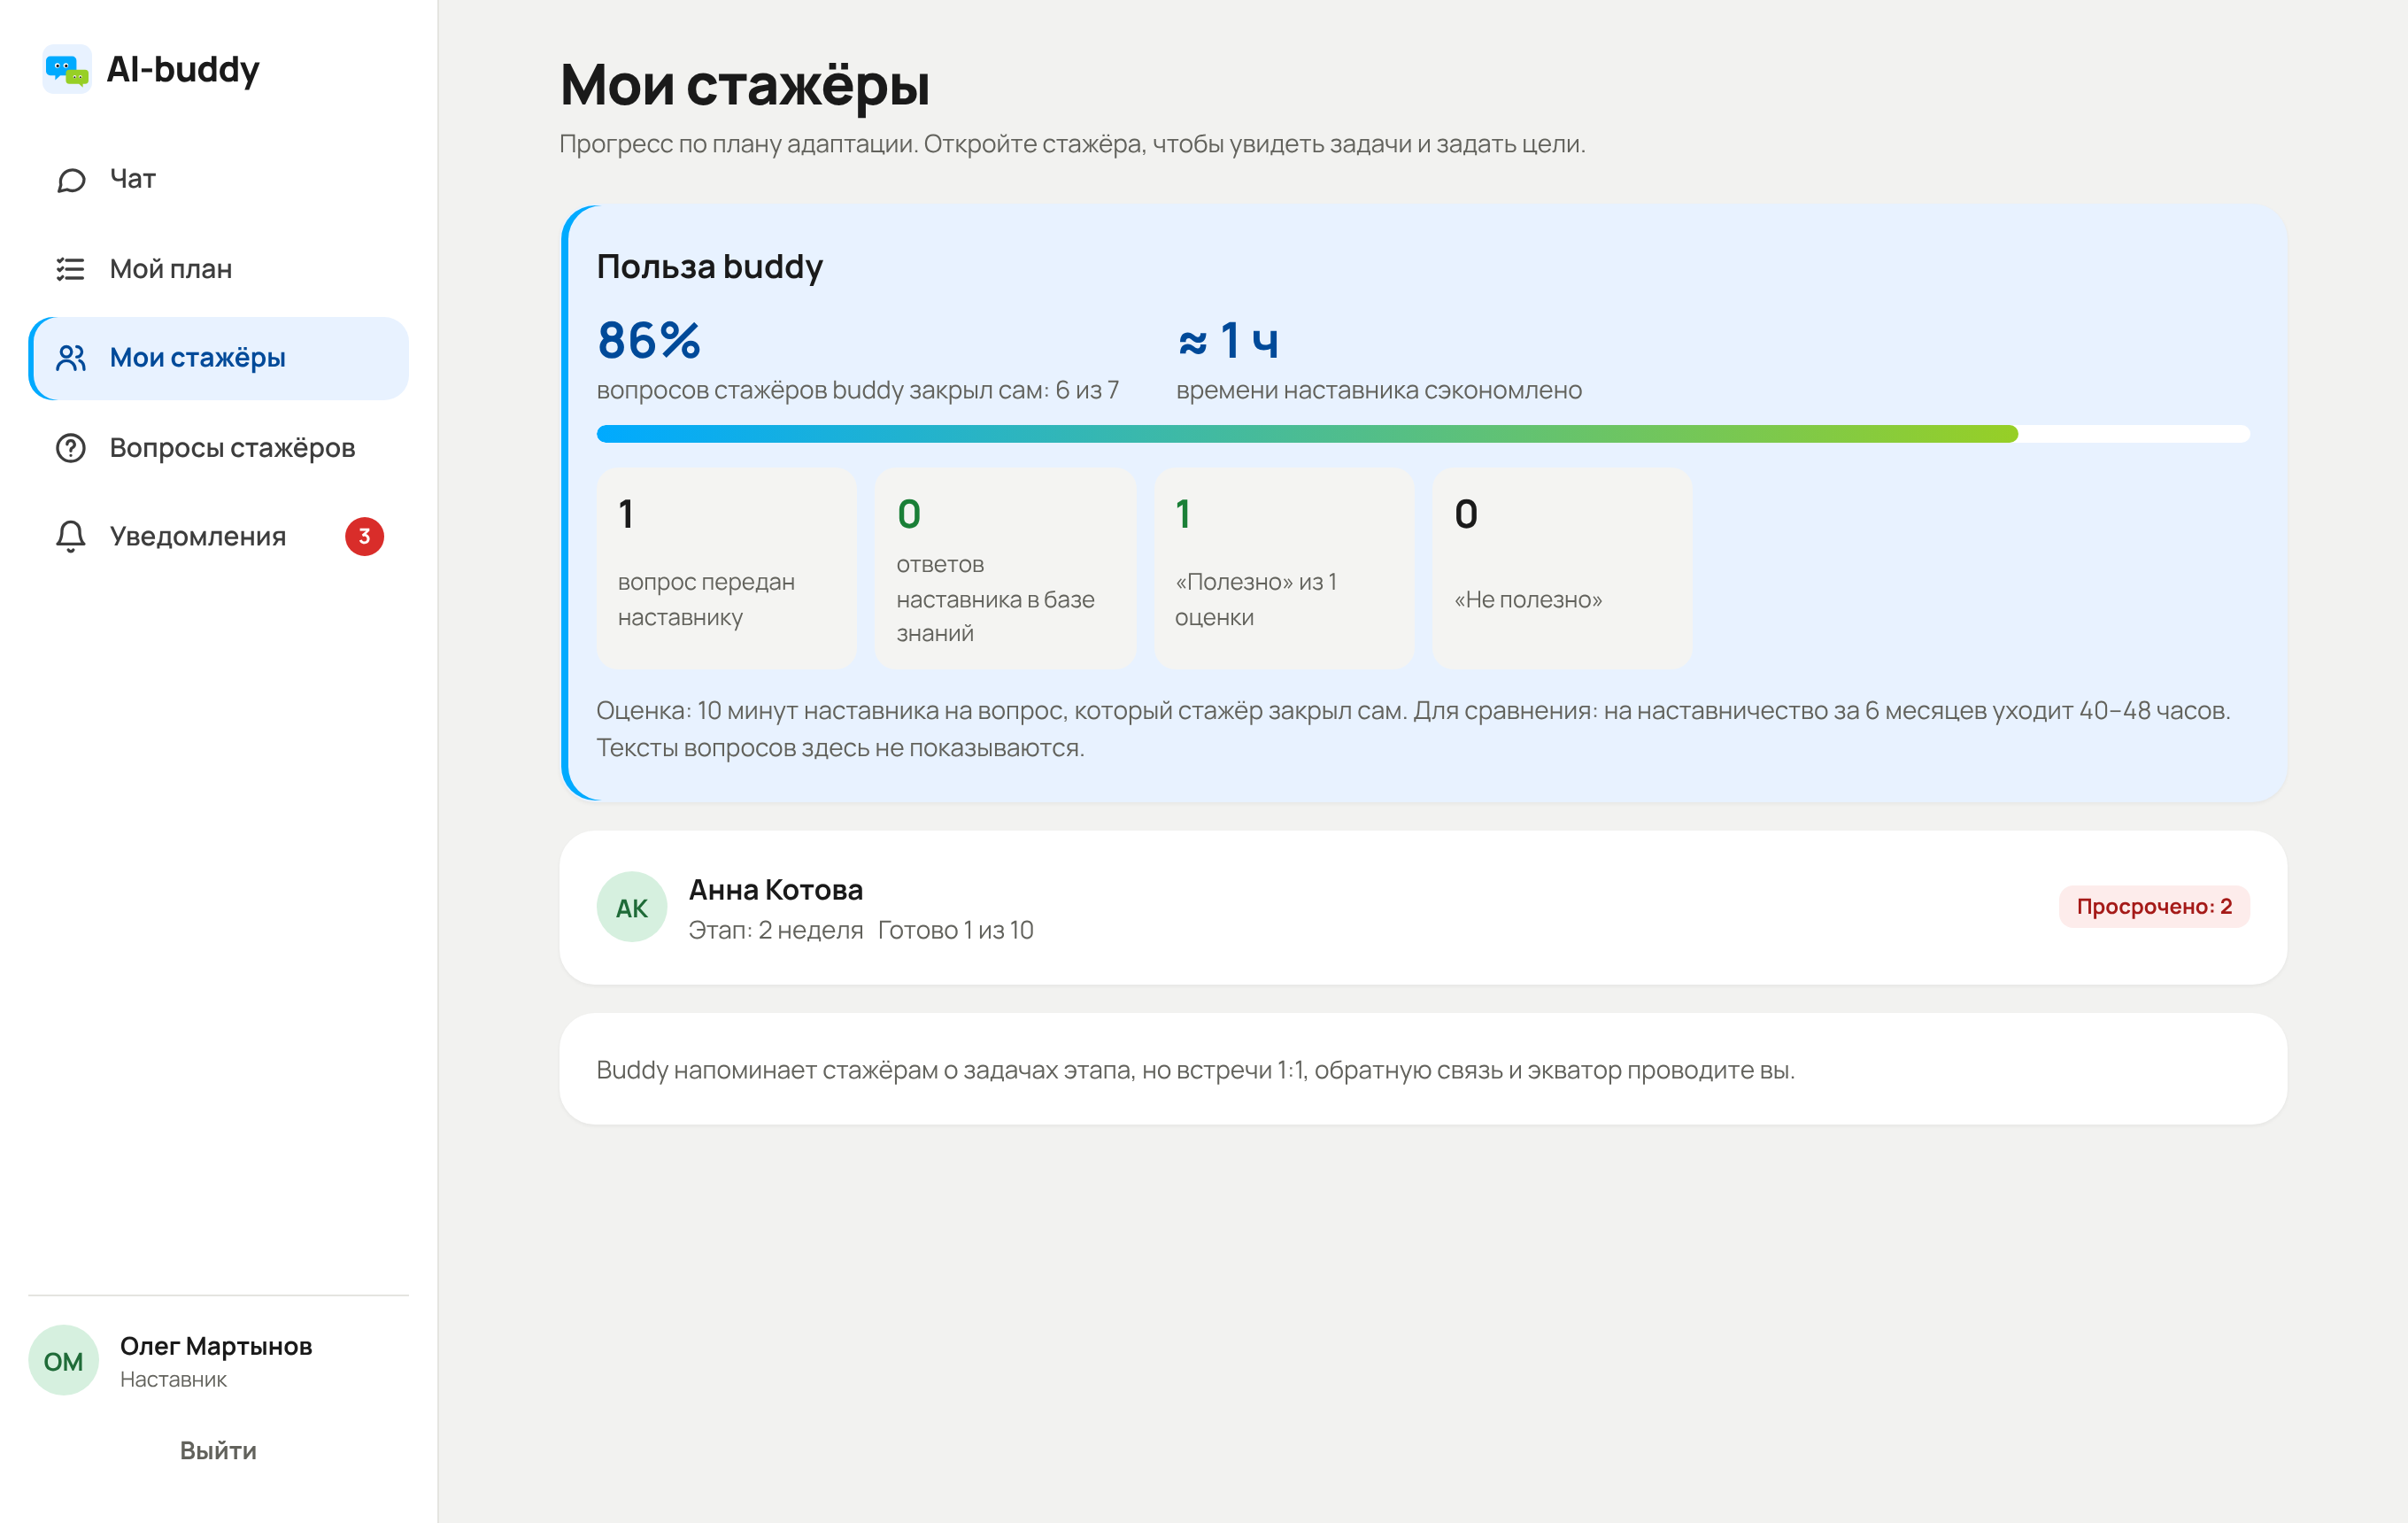 AI-buddy
Чат
Мой план
Мои стажёры
Вопросы стажёров
Уведомления
3
Олег Мартынов
ОМ
Наставник
Выйти
Мои стажёры
Прогресс по плану адаптации. Откройте стажёра, чтобы увидеть задачи и задать цели.
Польза buddy
86%
вопросов стажёров buddy закрыл сам: 6 из 7
≈ 1 ч
времени наставника сэкономлено
1
вопрос передан
наставнику
0
ответов
наставника в базе
знаний
1
«Полезно» из 1
оценки
0
«Не полезно»
Оценка: 10 минут наставника на вопрос, который стажёр закрыл сам. Для сравнения: на наставничество за 6 месяцев уходит 40–48 часов.
Тексты вопросов здесь не показываются.
АК
Анна Котова
Этап: 2 неделя Готово 1 из 10
Просрочено: 2
Buddy напоминает стажёрам о задачах этапа, но встречи 1:1, обратную связь и экватор проводите вы.